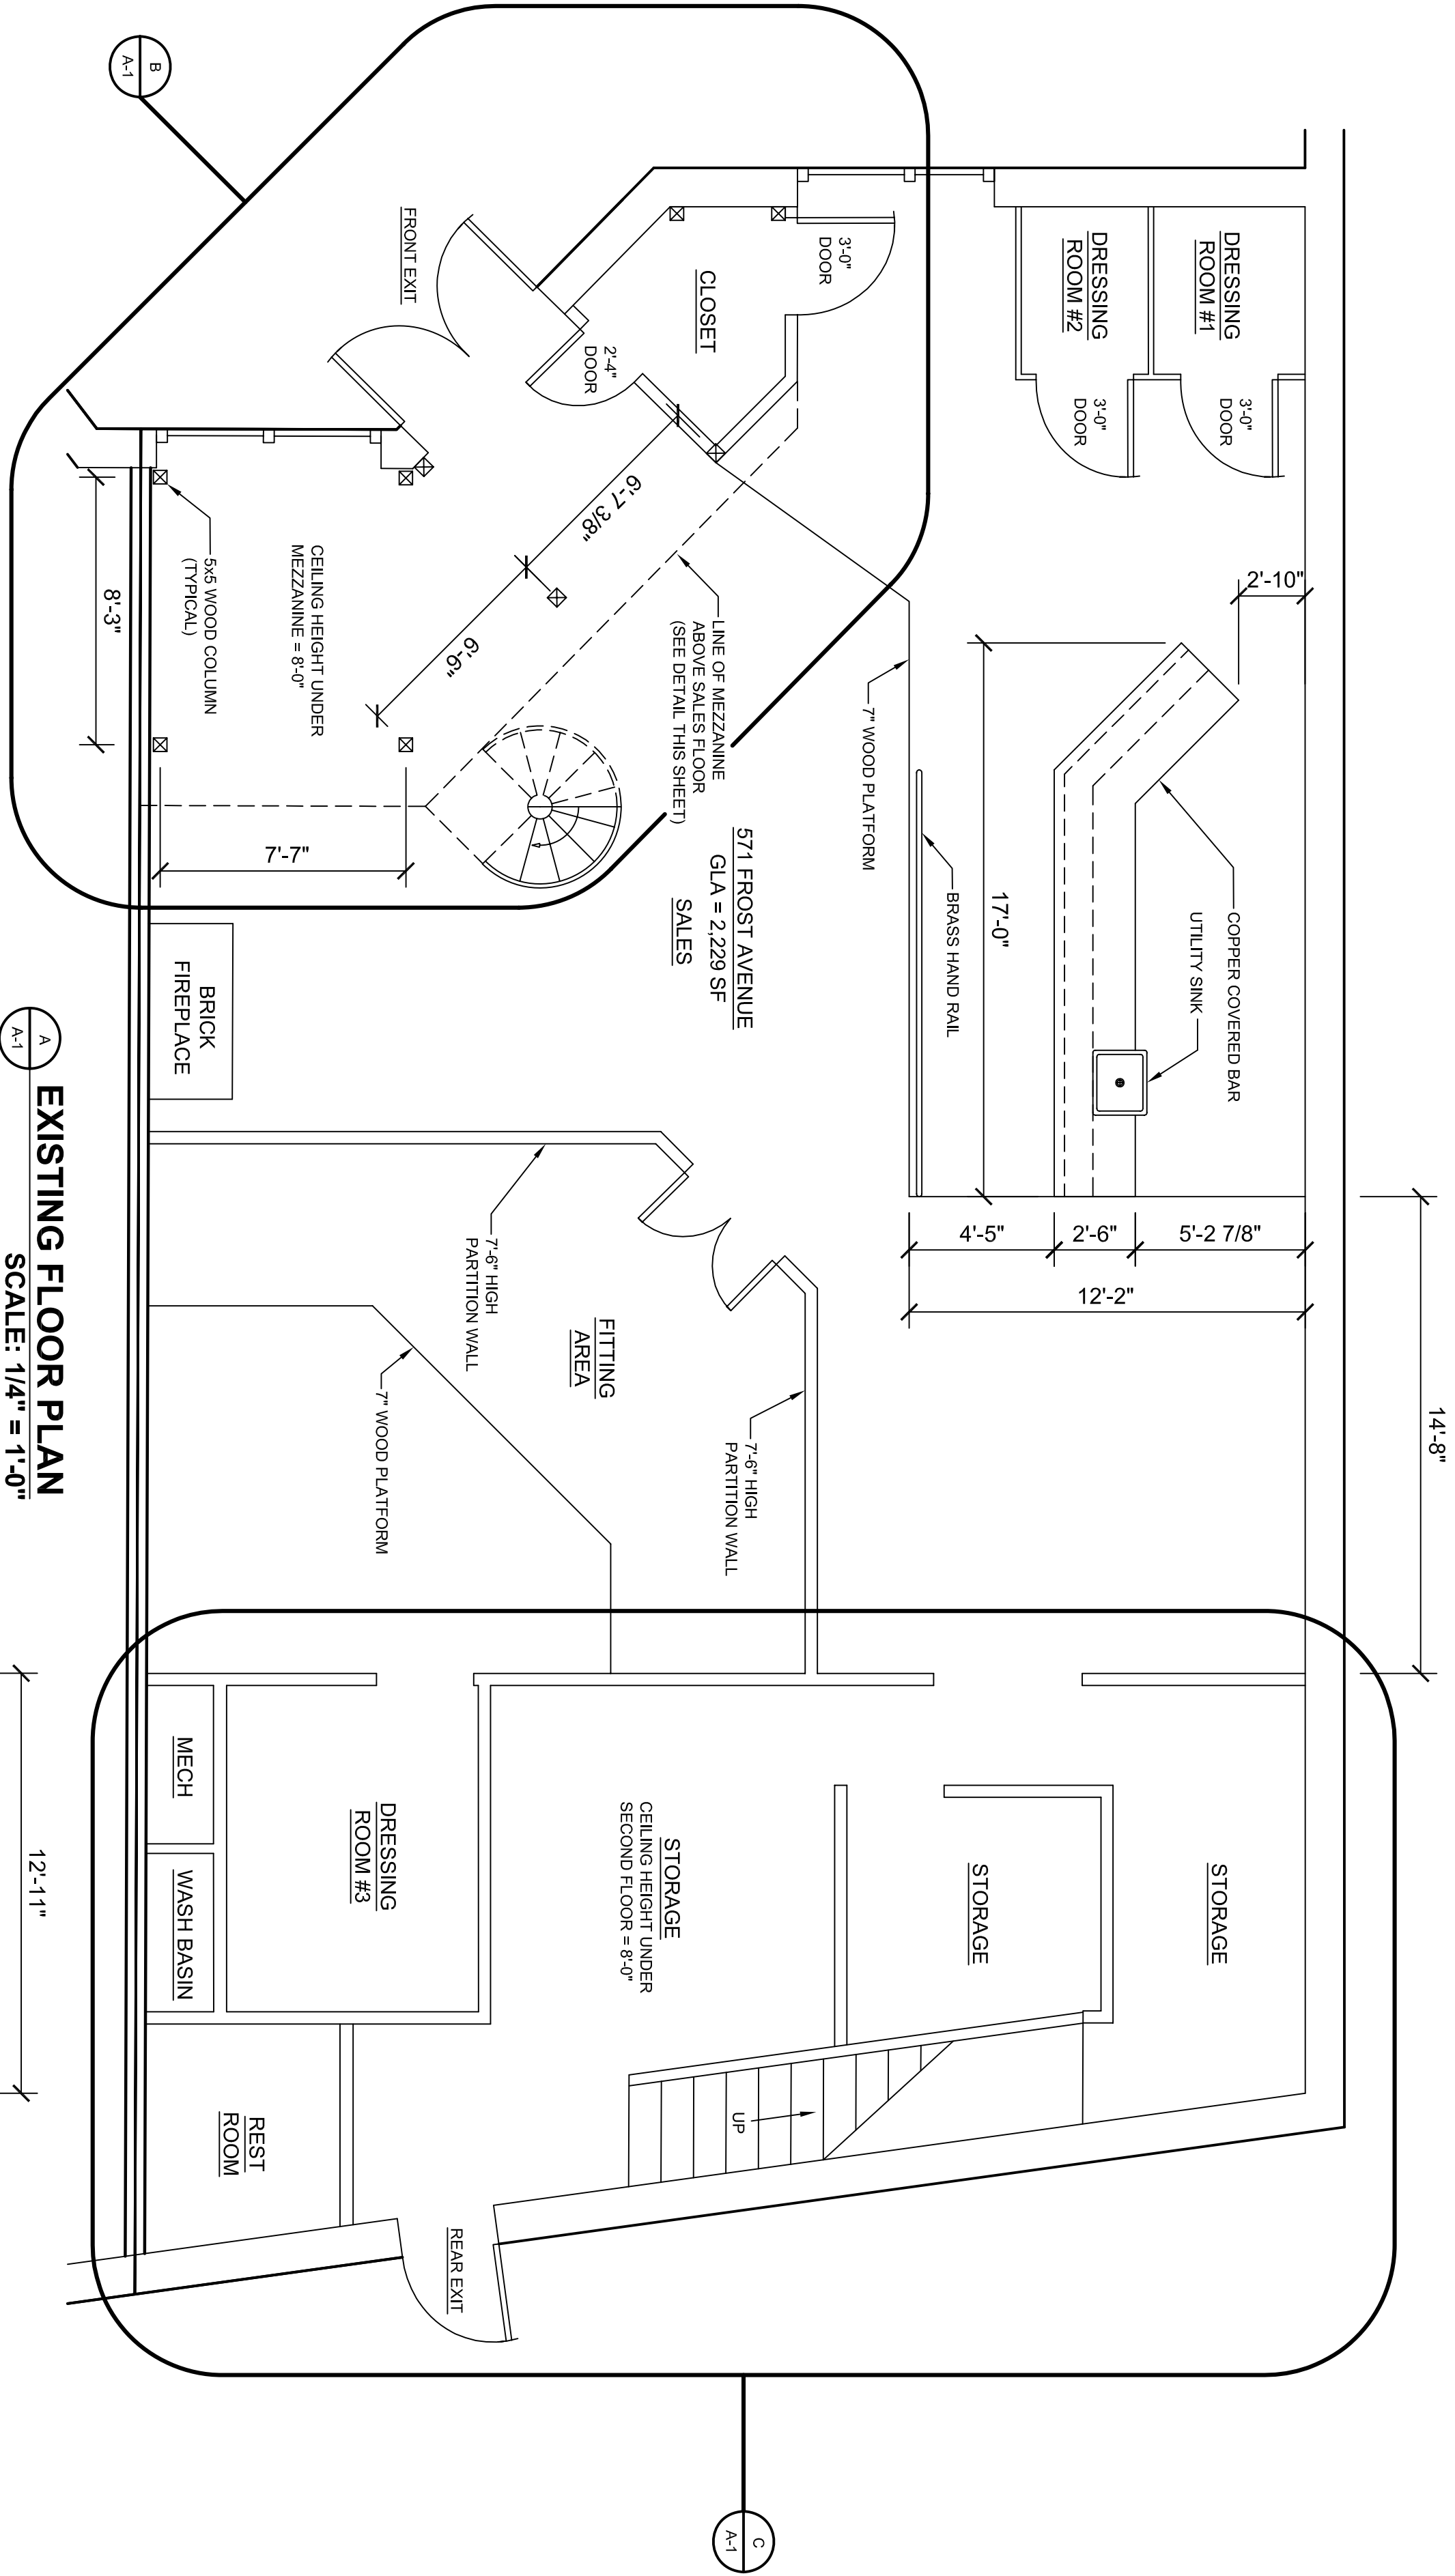 B
A-1
FRONT EXIT
CLOSET
3'-0"
DOOR
2'-4"
DOOR
DRESSING
ROOM #1
DRESSING
ROOM #2
3'-0"
DOOR
3'-0"
DOOR
2'-10"
6'-7 3/8"
6'-6"
8'-3"
7'-7"
5x5 WOOD COLUMN
(TYPICAL)
CEILING HEIGHT UNDER
MEZZANINE = 8'-0"
LINE OF MEZZANINE
ABOVE SALES FLOOR
(SEE DETAIL THIS SHEET)
7" WOOD PLATFORM
BRASS HAND RAIL
17'-0"
COPPER COVERED BAR
UTILITY SINK
571 FROST AVENUE
GLA = 2,229 SF
SALES
BRICK
FIREPLACE
4'-5"
2'-6"
5'-2 7/8"
12'-2"
14'-8"
7'-6" HIGH
PARTITION WALL
7'-6" HIGH
PARTITION WALL
FITTING
AREA
7" WOOD PLATFORM
A
A-1
EXISTING FLOOR PLAN
SCALE: 1/4" = 1'-0"
12'-11"
MECH
WASH BASIN
DRESSING
ROOM #3
STORAGE
CEILING HEIGHT UNDER
SECOND FLOOR = 8'-0"
STORAGE
STORAGE
UP
REST
ROOM
REAR EXIT
C
A-1